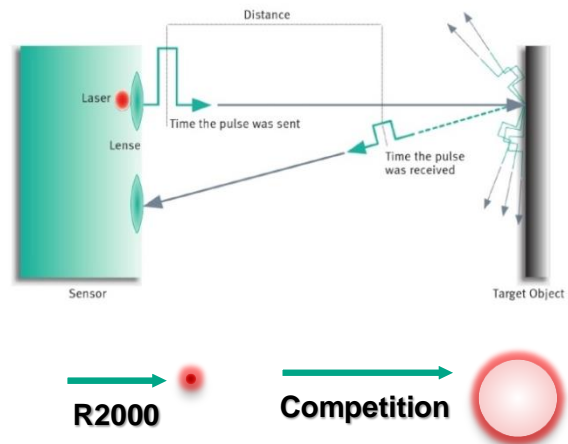 Distance
Laser
Time the pulse was sent
Lense
Time the pulse
was received
Sensor
Target Object
R2000
Competition